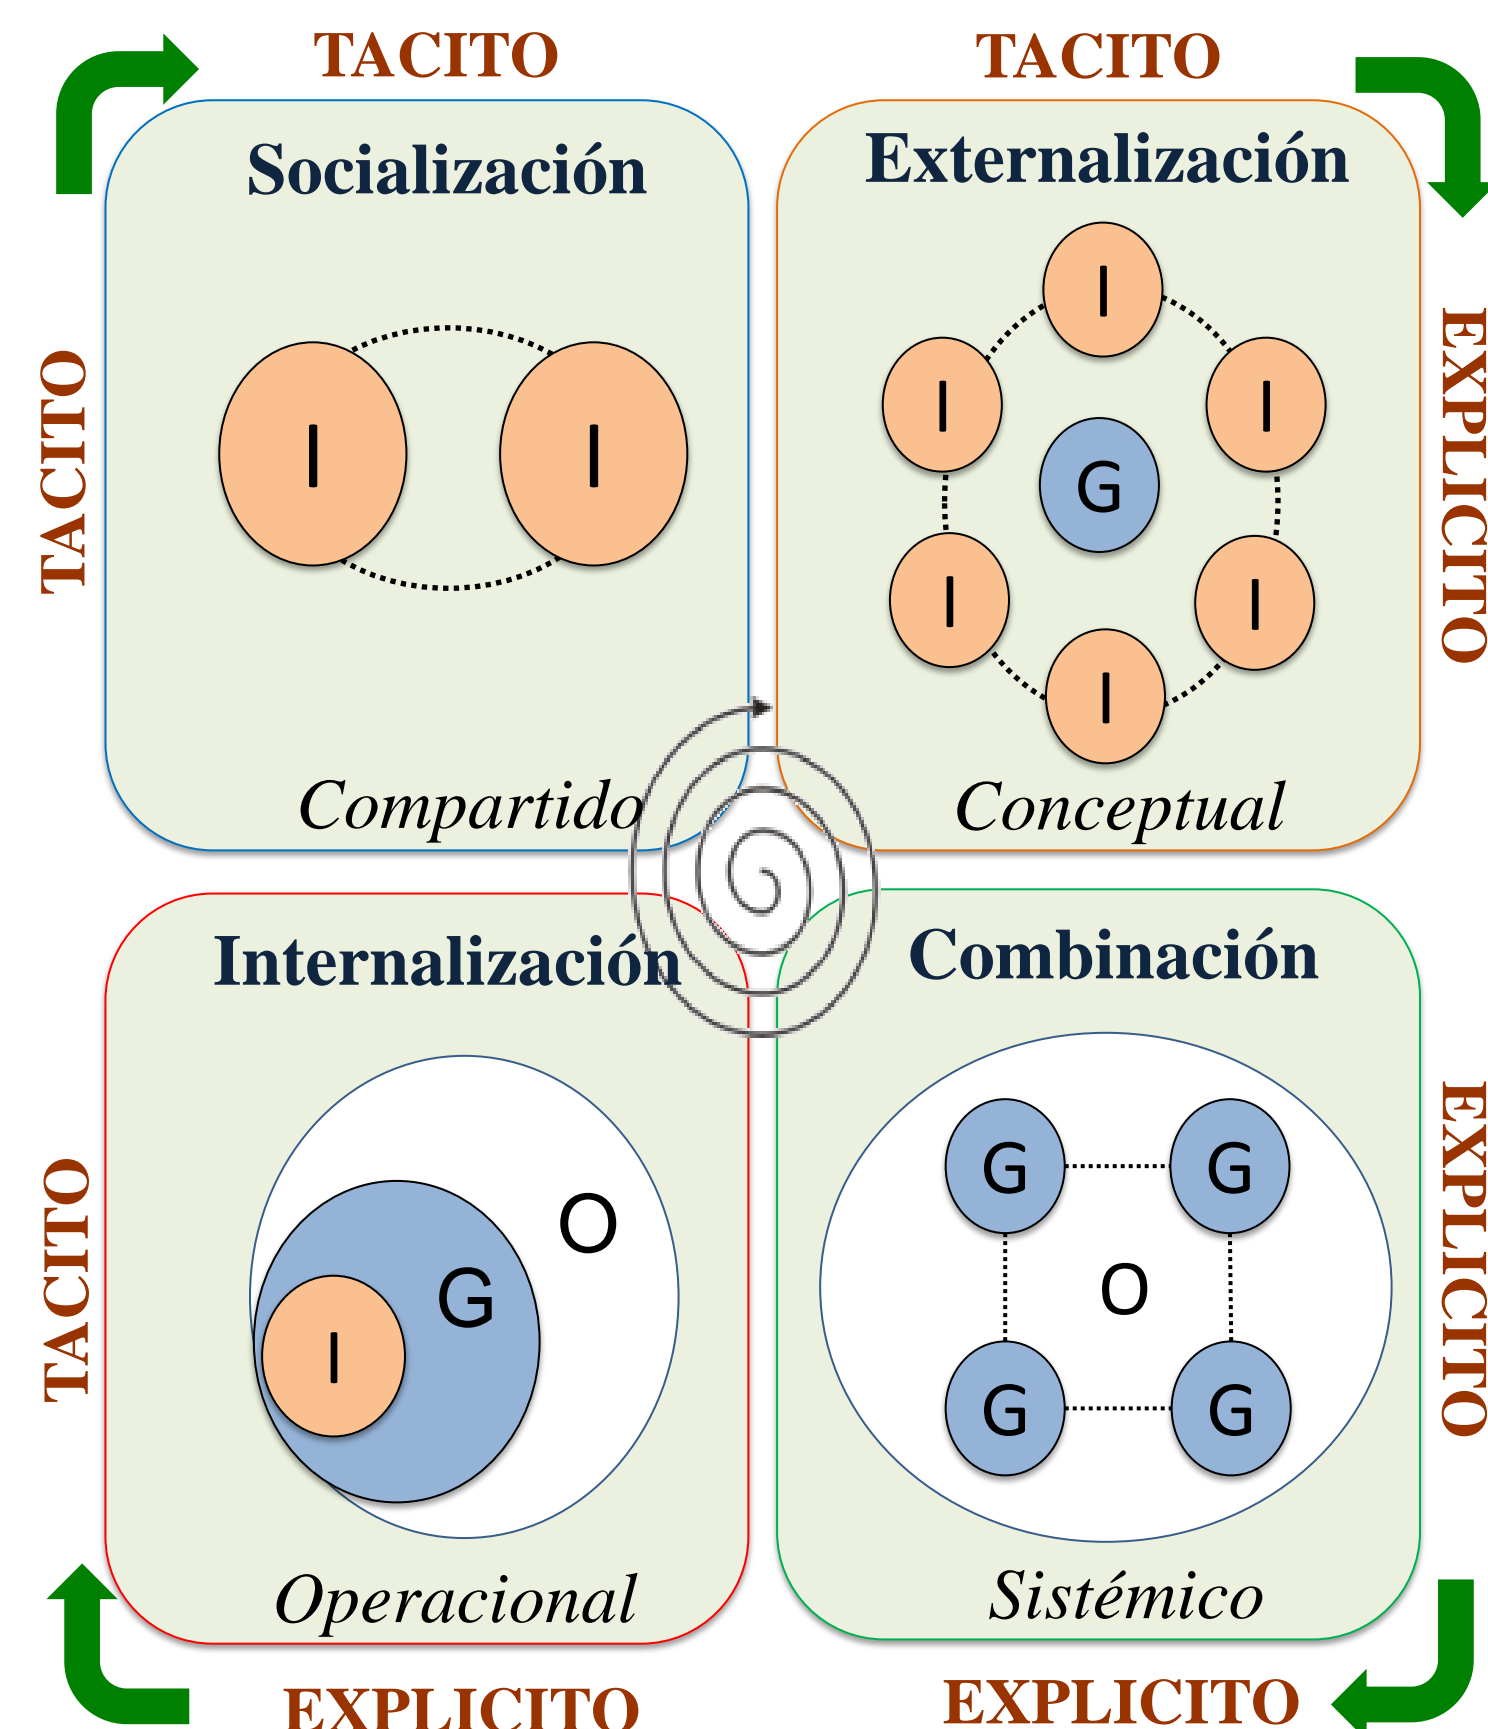 TACITO
TACITO
Socialización
Externalización
TACITO
EXPLICITO
I
I
I
I
I
G
I
I
I
Compartido
Conceptual
Internalización
Combinación
TACITO
EXPLICITO
O
G
I
G
G
O
G
G
Operacional
Sistémico
EXPLICITO
EXPLICITO